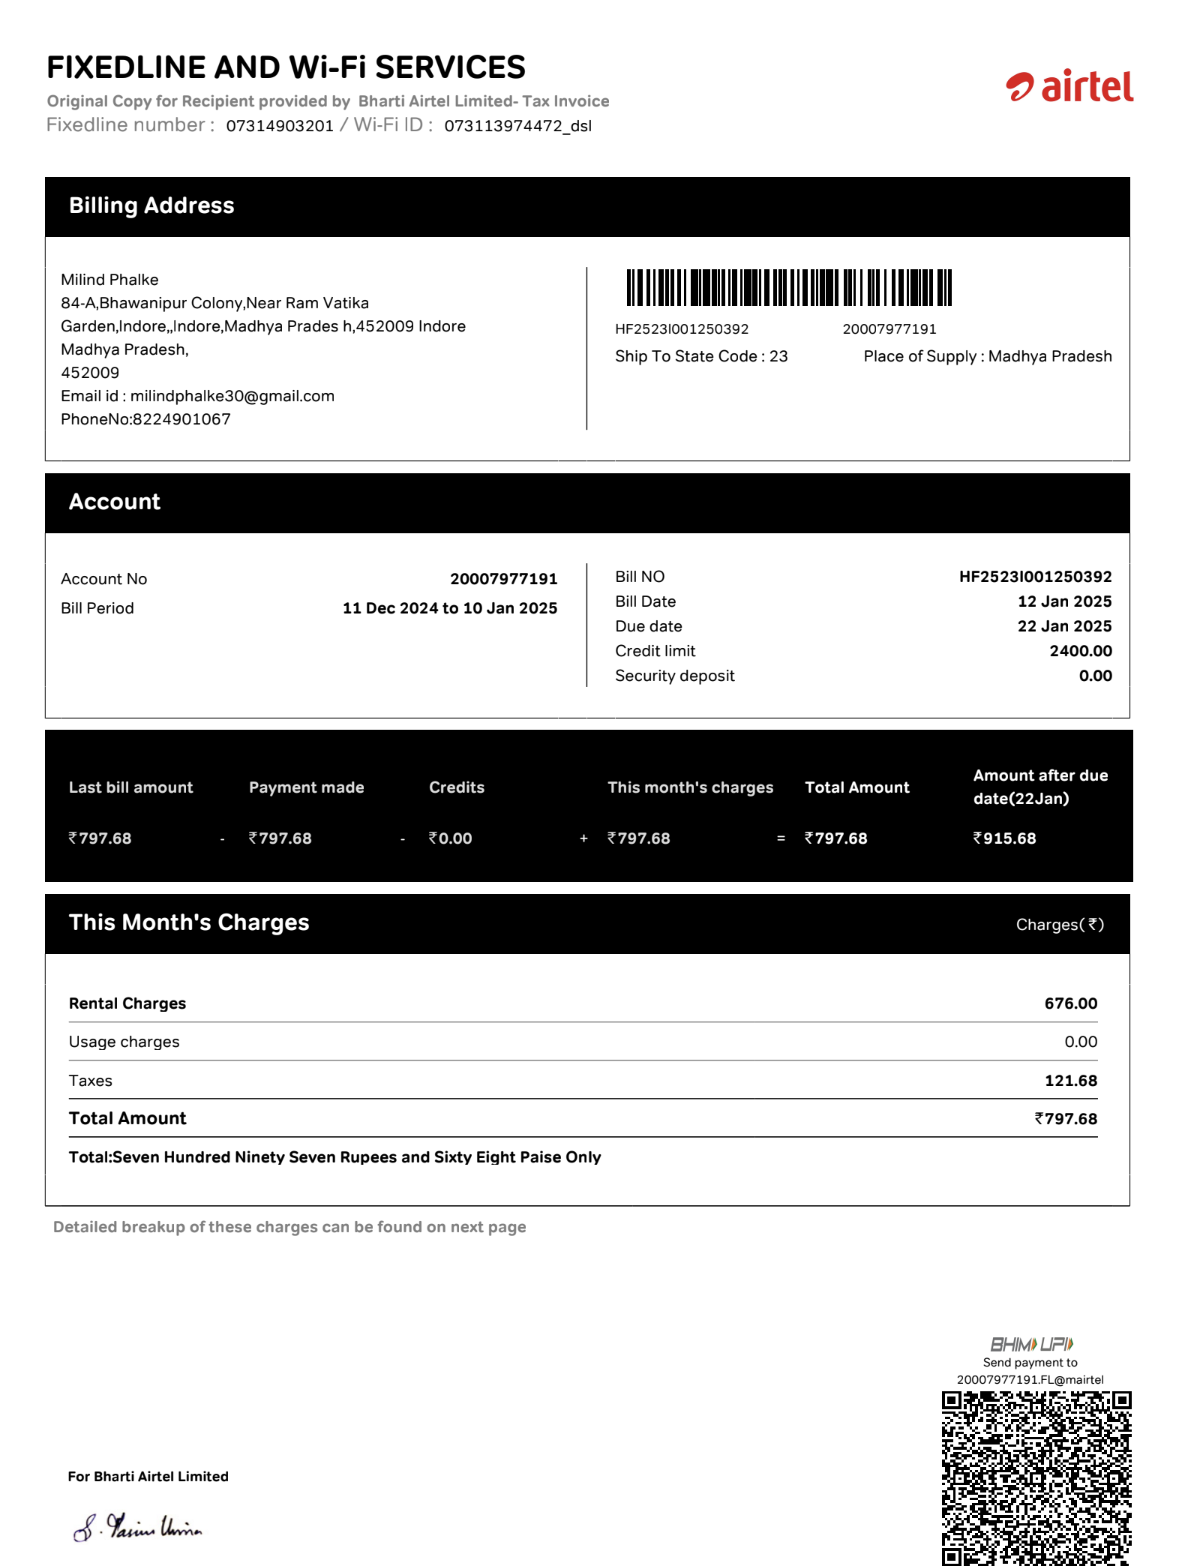 FIXEDLINE AND Wi-Fi SERVICES
airtel
Original Copy for Recipient provided by Bharti Airtel Limited- Tax Invoice
Fixedline number : 07314903201 / Wi-Fi ID : 073113974472_dsl
Billing Address
Milind Phalke
84-A,Bhawanipur Colony,Near Ram Vatika
Garden,Indore,,Indore,Madhya Prades h,452009 Indore
Madhya Pradesh,
452009
Email id : milindphalke30@gmail.com
PhoneNo:8224901067
HF2523I001250392 20007977191
Ship To State Code : 23 Place of Supply : Madhya Pradesh
Account
Account No 20007977191
Bill Period 11 Dec 2024 to 10 Jan 2025
Bill NO HF2523I001250392
Bill Date 12 Jan 2025
Due date 22 Jan 2025
Credit limit 2400.00
Security deposit 0.00
Last bill amount Payment made Credits This month's charges Total Amount Amount after due date(22Jan)
₹797.68 - ₹797.68 - ₹0.00 + ₹797.68 = ₹797.68 ₹915.68
This Month's Charges Charges(₹)
Rental Charges 676.00
Usage charges 0.00
Taxes 121.68
Total Amount ₹797.68
Total:Seven Hundred Ninety Seven Rupees and Sixty Eight Paise Only
Detailed breakup of these charges can be found on next page
BHIM UPI
Send payment to
20007977191.FL@mairtel
For Bharti Airtel Limited